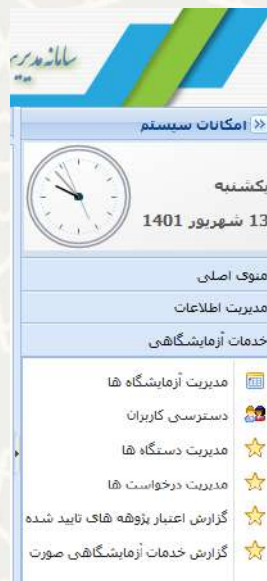 سامانه مدیر
امکانات سیستم
یکشنبه
13 شهریور 1401
منوی اصلی
مدیریت اطلاعات
خدمات آزمایشگاهی
مدیریت آزمایشگاه ها
دسترسی کاربران
مدیریت دستگاه ها
مدیریت درخواست ها
گزارش اعتبار پژوهه های تایید شده
گزارش خدمات آزمایشگاهی صورت